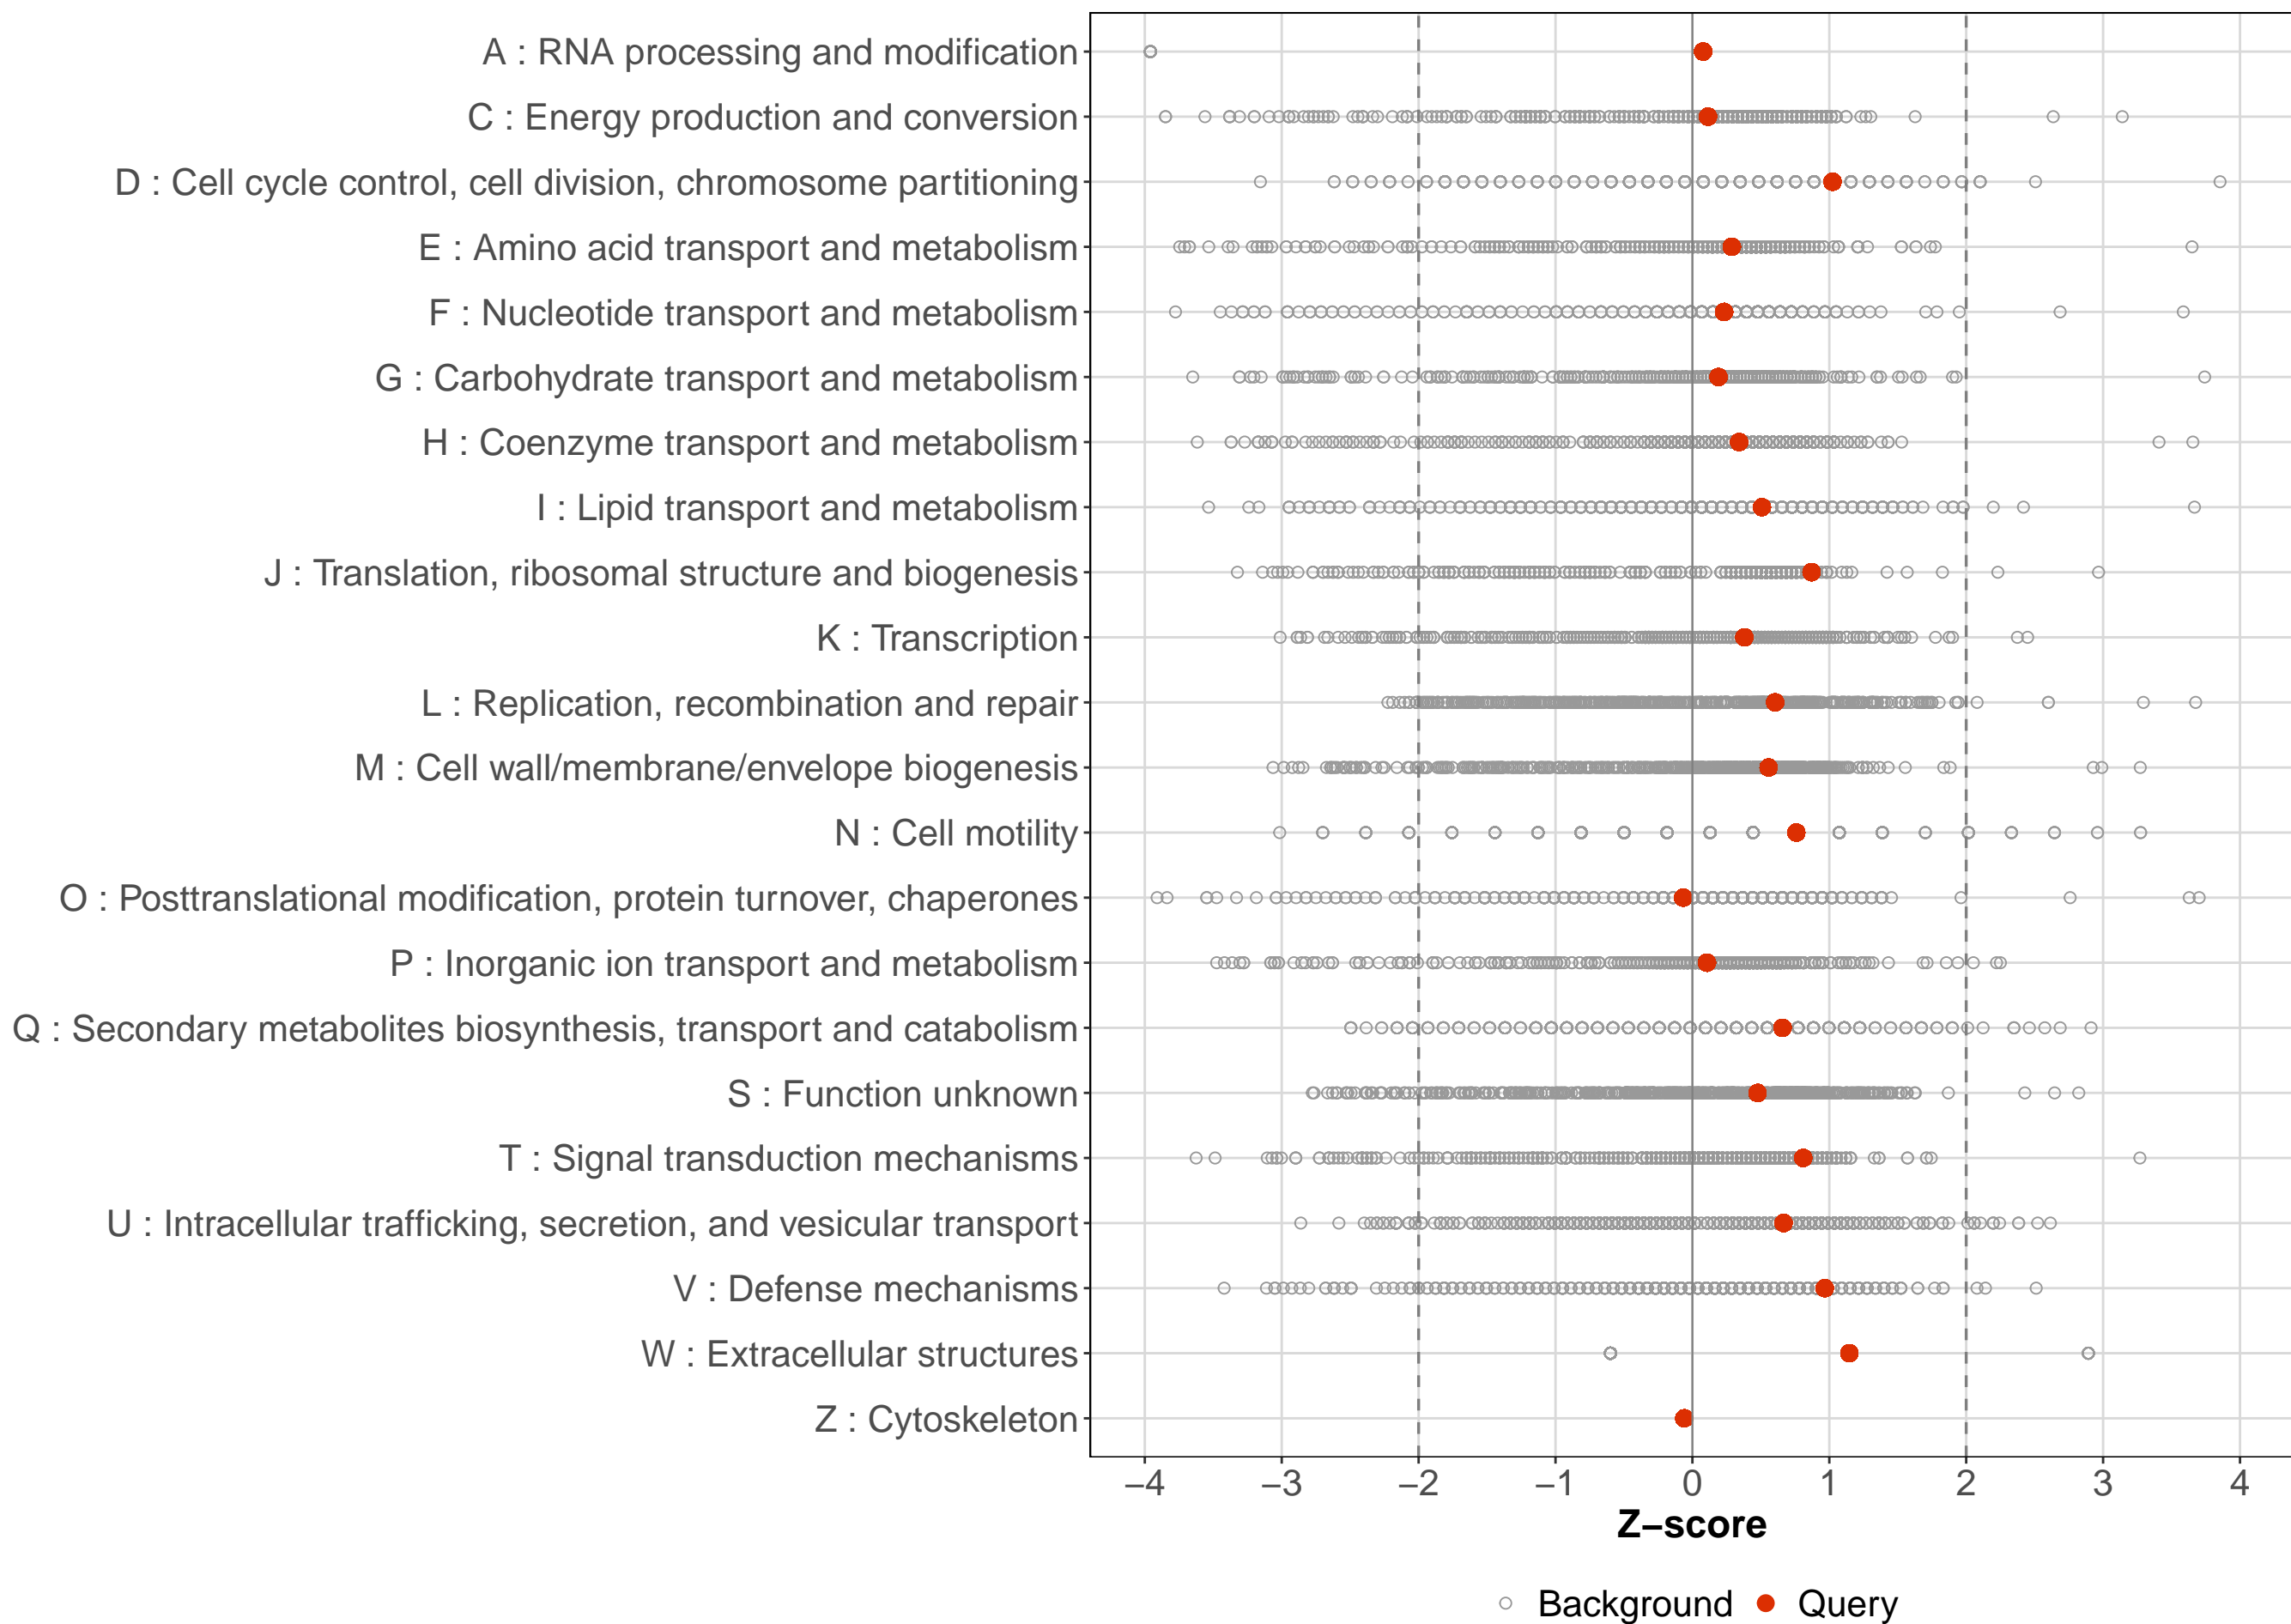 A : RNA processing and modification
C : Energy production and conversion
D : Cell cycle control, cell division, chromosome partitioning
E : Amino acid transport and metabolism
F : Nucleotide transport and metabolism
G : Carbohydrate transport and metabolism
H : Coenzyme transport and metabolism
I : Lipid transport and metabolism
J : Translation, ribosomal structure and biogenesis
K : Transcription
L : Replication, recombination and repair
M : Cell wall/membrane/envelope biogenesis
N : Cell motility
O : Posttranslational modification, protein turnover, chaperones
P : Inorganic ion transport and metabolism
Q : Secondary metabolites biosynthesis, transport and catabolism
S : Function unknown
T : Signal transduction mechanisms
U : Intracellular trafficking, secretion, and vesicular transport
V : Defense mechanisms
W : Extracellular structures
Z : Cytoskeleton
−4 −3 −2 −1 0 1 2 3 4
Z−score
Background Query